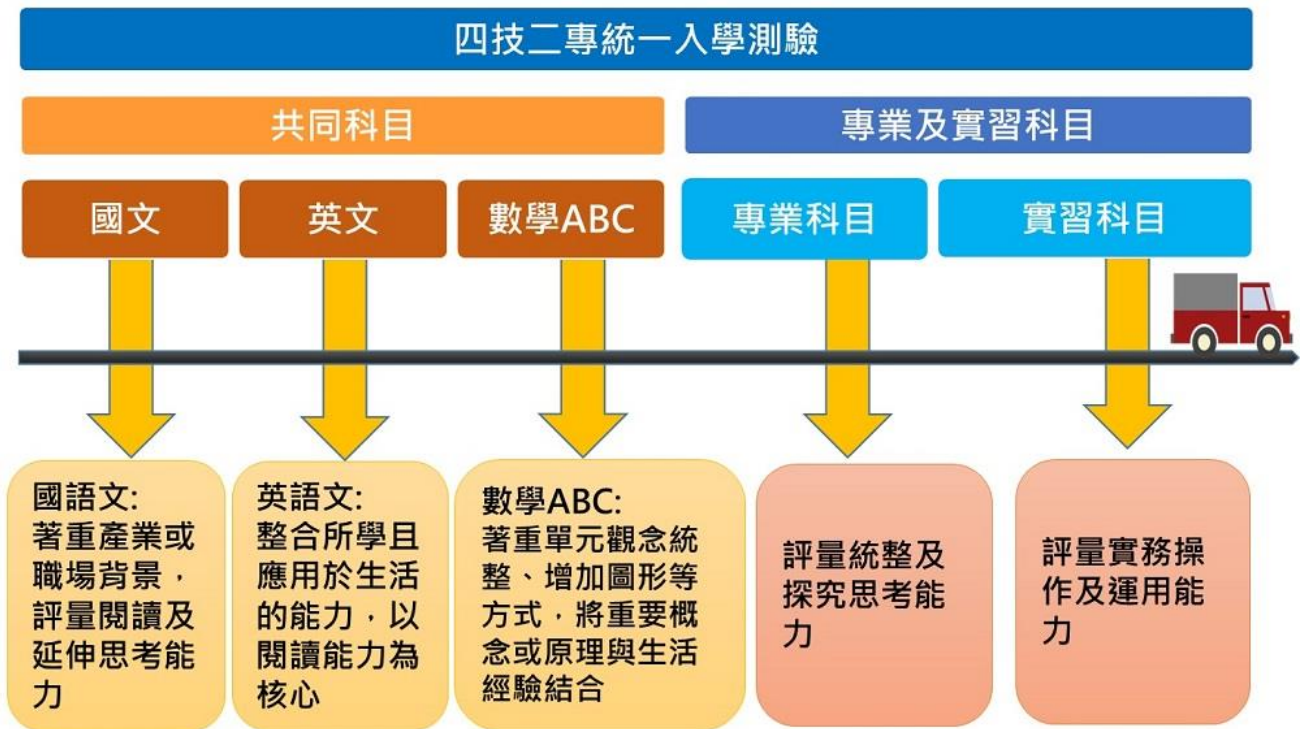 四技二專統一入學測驗
共同科目
專業及實習科目
國文
英文
數學ABC
專業科目
實習科目
國語文:
著重產業或
職場背景，
評量閱讀及
延伸思考能
力
英語文:
整合所學且
應用於生活
的能力，以
閱讀能力為
核心
數學ABC:
著重單元觀念統
整、增加圖形等
方式，將重要概
念或原理與生活
經驗結合
評量統整及
探究思考能
力
評量實務操
作及運用能
力